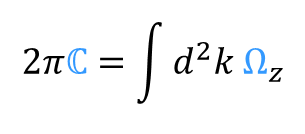 2πℂ = ∫ d²k Ω_z